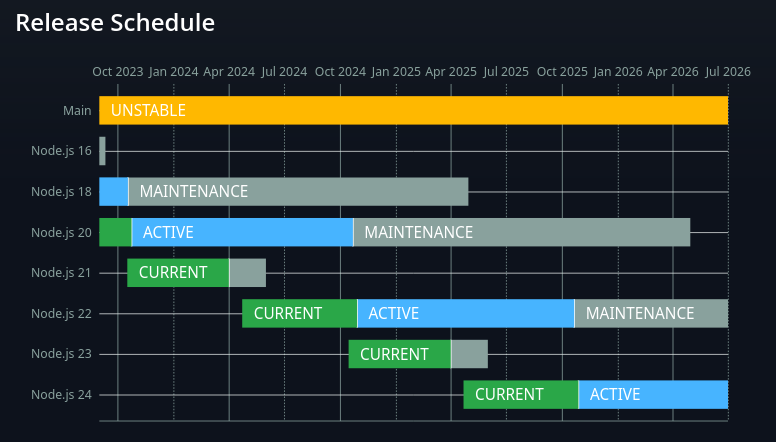 Release Schedule
Oct 2023 Jan 2024 Apr 2024 Jul 2024 Oct 2024 Jan 2025 Apr 2025 Jul 2025 Oct 2025 Jan 2026 Apr 2026 Jul 2026
Main UNSTABLE
Node.js 16
Node.js 18 MAINTENANCE
Node.js 20 ACTIVE MAINTENANCE
Node.js 21 CURRENT
Node.js 22 CURRENT ACTIVE MAINTENANCE
Node.js 23 CURRENT
Node.js 24 CURRENT ACTIVE